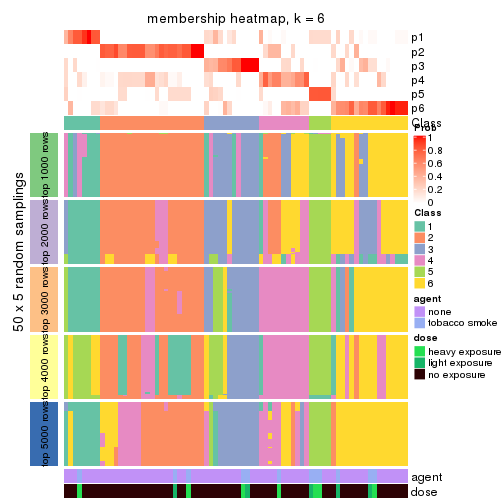 membership heatmap, k = 6
p1
p2
p3
p4
p5
p6
Class
Prob
1
0.8
0.6
0.4
0.2
0
Class
1
2
3
4
5
6
agent
none
tobacco smoke
dose
heavy exposure
light exposure
no exposure
50 x 5 random samplings
top 1000 rows
top 2000 rows
top 3000 rows
top 4000 rows
top 5000 rows
agent
dose